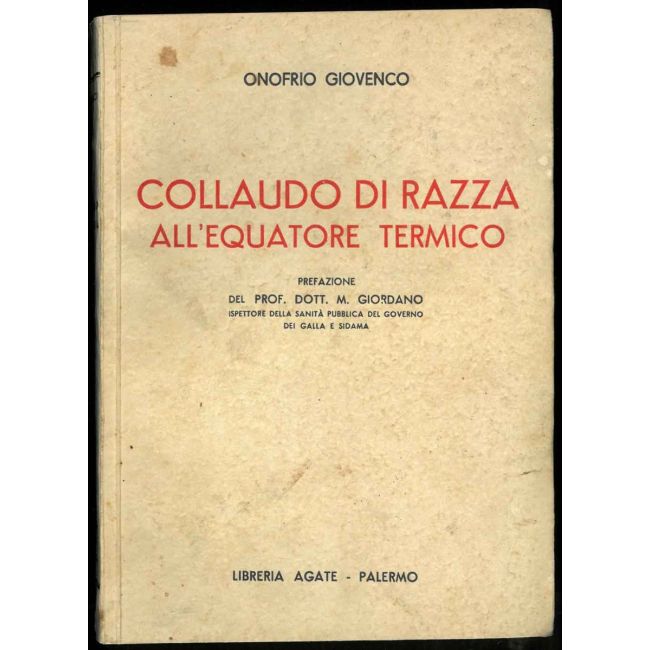 ONOFRIO GIOVENCO
COLLAUDO DI RAZZA
ALL'EQUATORE TERMICO
PREFAZIONE
DEL PROF. DOTT. M. GIORDANO
ISPETTORE DELLA SANITÀ PUBBLICA DEL GOVERNO
DEI GALLA E SIDAMA
LIBRERIA AGATE - PALERMO